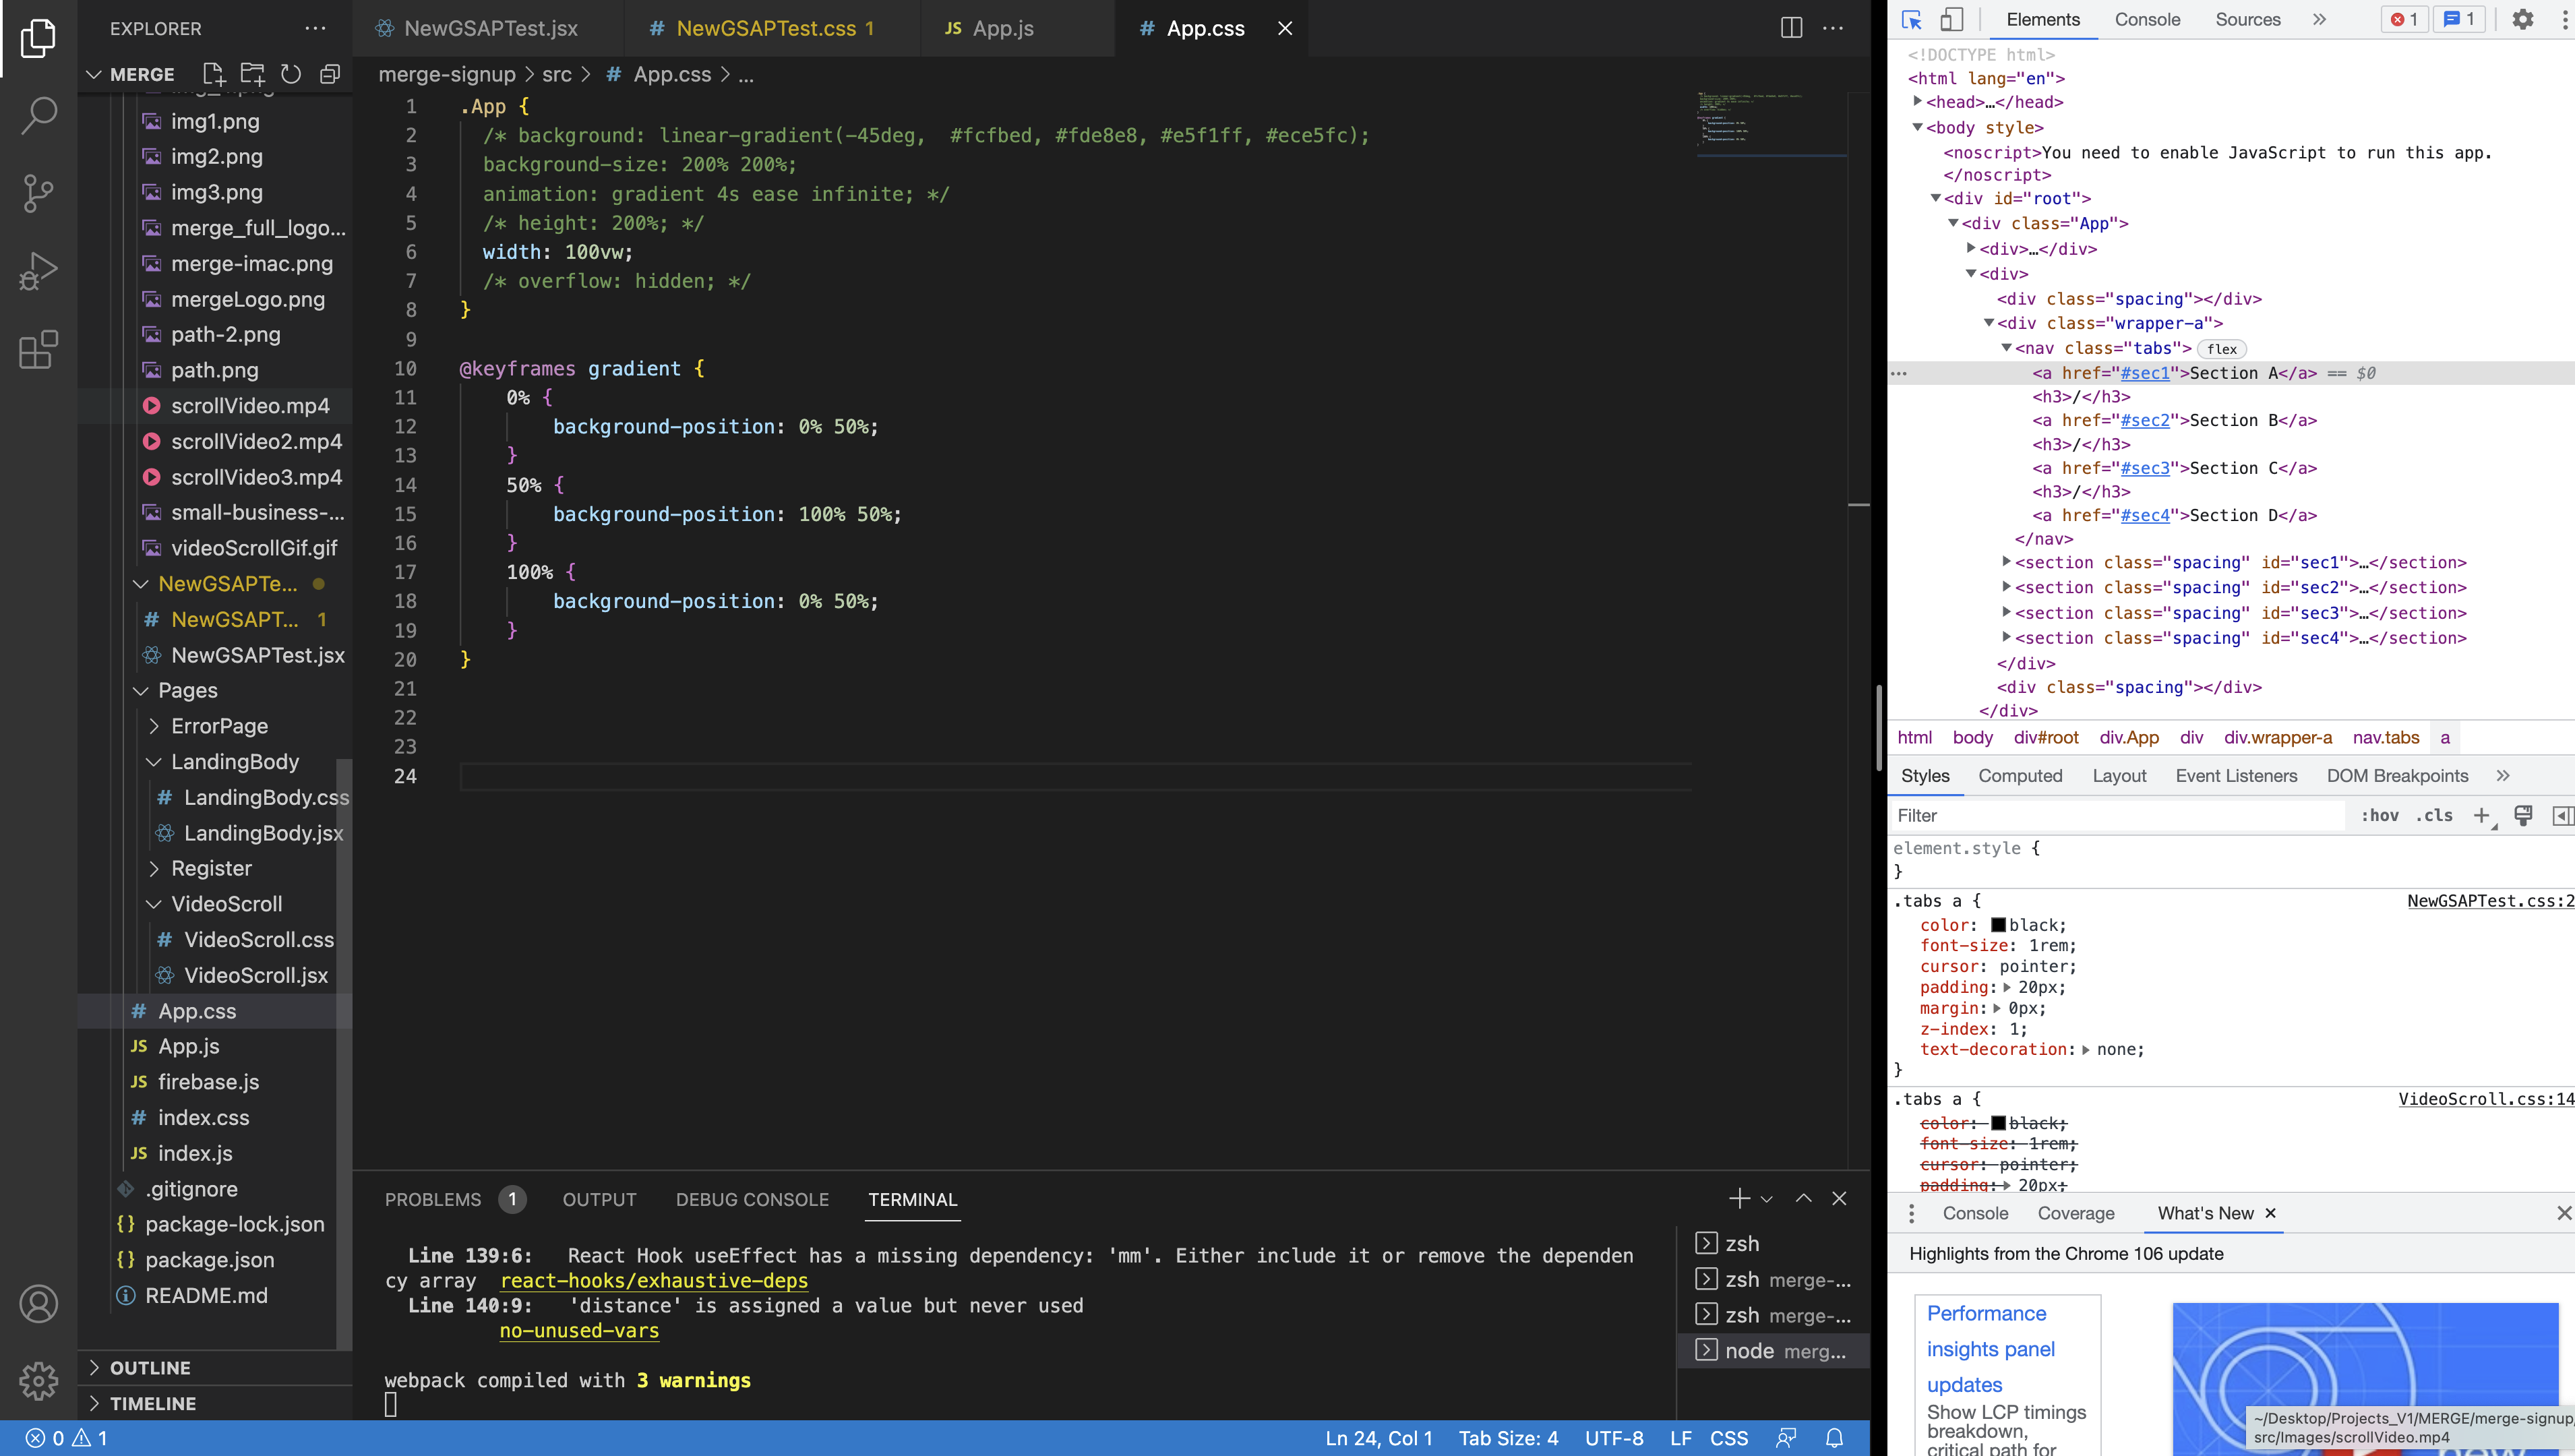 EXPLORER
MERGE
img1.png
img2.png
img3.png
merge_full_logo...
merge-imac.png
mergeLogo.png
path-2.png
path.png
scrollVideo.mp4
scrollVideo2.mp4
scrollVideo3.mp4
small-business-...
videoScrollGif.gif
NewGSAPTe...
NewGSAPT... 1
NewGSAPTest.jsx
Pages
ErrorPage
LandingBody
LandingBody.css
LandingBody.jsx
Register
VideoScroll
VideoScroll.css
VideoScroll.jsx
App.css
JS App.js
JS firebase.js
index.css
JS index.js
.gitignore
package-lock.json
package.json
README.md
OUTLINE
TIMELINE
NewGSAPTest.jsx
# NewGSAPTest.css 1
JS App.js
# App.css
merge-signup > src > # App.css > ...
1 .App {
2 /* background: linear-gradient(-45deg,  #fcfbed, #fde8e8, #e5f1ff, #ece5fc);
3 background-size: 200% 200%;
4 animation: gradient 4s ease infinite; */
5 /* height: 200%; */
6 width: 100vw;
7 /* overflow: hidden; */
8 }
9
10 @keyframes gradient {
11 0% {
12 background-position: 0% 50%;
13 }
14 50% {
15 background-position: 100% 50%;
16 }
17 100% {
18 background-position: 0% 50%;
19 }
20 }
21
22
23
24
PROBLEMS 1 OUTPUT DEBUG CONSOLE TERMINAL
Line 139:6: React Hook useEffect has a missing dependency: 'mm'. Either include it or remove the dependen
cy array react-hooks/exhaustive-deps
Line 140:9: 'distance' is assigned a value but never used
no-unused-vars
webpack compiled with 3 warnings
zsh
zsh merge-...
zsh merge-...
node merg...
0 1
Ln 24, Col 1 Tab Size: 4 UTF-8 LF CSS
Elements Console Sources 1 1
<!DOCTYPE html>
<html lang="en">
<head>…</head>
<body style>
<noscript>You need to enable JavaScript to run this app.
</noscript>
<div id="root">
<div class="App">
<div>…</div>
<div>
<div class="spacing"></div>
<div class="wrapper-a">
<nav class="tabs"> flex
<a href="#sec1">Section A</a> == $0
<h3>/</h3>
<a href="#sec2">Section B</a>
<h3>/</h3>
<a href="#sec3">Section C</a>
<h3>/</h3>
<a href="#sec4">Section D</a>
</nav>
<section class="spacing" id="sec1">…</section>
<section class="spacing" id="sec2">…</section>
<section class="spacing" id="sec3">…</section>
<section class="spacing" id="sec4">…</section>
</div>
<div class="spacing"></div>
</div>
html body div#root div.App div div.wrapper-a nav.tabs a
Styles Computed Layout Event Listeners DOM Breakpoints
Filter :hov .cls
element.style {
}
.tabs a { NewGSAPTest.css:2
color: black;
font-size: 1rem;
cursor: pointer;
padding: 20px;
margin: 0px;
z-index: 1;
text-decoration: none;
}
.tabs a { VideoScroll.css:14
color: black;
font-size: 1rem;
cursor: pointer;
padding: 20px;
Console Coverage What's New
Highlights from the Chrome 106 update
Performance
insights panel
updates
Show LCP timings
breakdown,
critical path for
~/Desktop/Projects_V1/MERGE/merge-signup/
src/Images/scrollVideo.mp4